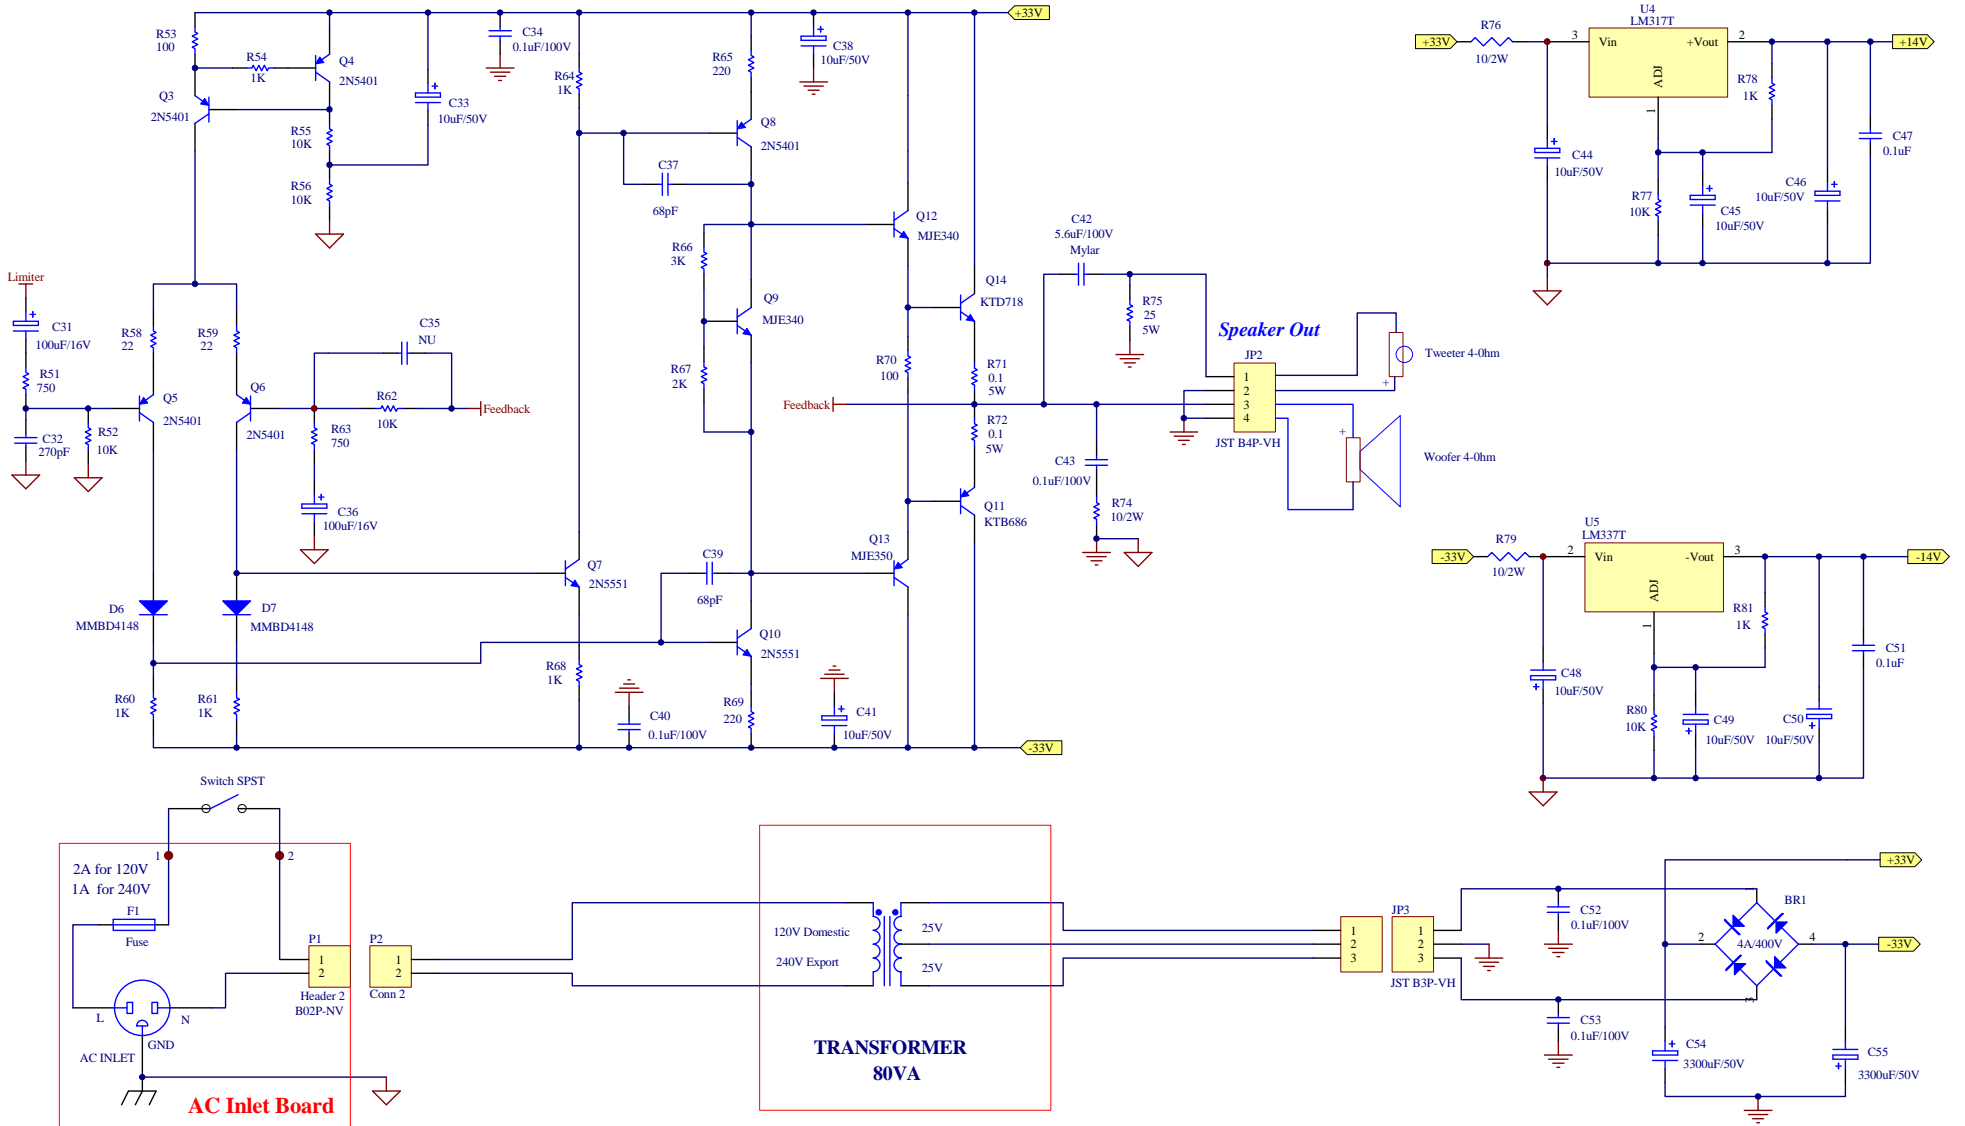 R53
100
R54
1K
Q4
2N5401
Q3
2N5401
R55
10K
R56
10K
C33
10uF/50V
C34
0.1uF/100V
R64
1K
R65
220
C38
10uF/50V
+33V
Q8
2N5401
C37
68pF
R66
3K
Q9
MJE340
R67
2K
Q12
MJE340
Q14
KTD718
R70
100
R71
0.1
5W
R72
0.1
5W
Q11
KTB686
Q13
MJE350
Feedback
C42
5.6uF/100V
Mylar
R75
25
5W
C43
0.1uF/100V
R74
10/2W
Speaker Out
JP2
1
2
3
4
JST B4P-VH
+
Tweeter 4-0hm
+
Woofer 4-0hm
Limiter
C31
100uF/16V
R51
750
C32
270pF
R52
10K
R58
22
R59
22
Q5
2N5401
Q6
2N5401
C35
NU
R62
10K
Feedback
R63
750
C36
100uF/16V
D6
MMBD4148
D7
MMBD4148
R60
1K
R61
1K
Q7
2N5551
R68
1K
C39
68pF
Q10
2N5551
R69
220
C40
0.1uF/100V
C41
10uF/50V
-33V
+33V
R76
10/2W
U4
LM317T
3
Vin
+Vout
2
ADJ
1
+14V
C44
10uF/50V
R77
10K
R78
1K
C45
10uF/50V
C46
10uF/50V
C47
0.1uF
-33V
R79
10/2W
U5
LM337T
2
Vin
-Vout
3
ADJ
1
-14V
C48
10uF/50V
R80
10K
R81
1K
C49
10uF/50V
C50
10uF/50V
C51
0.1uF
Switch SPST
1
2
2A for 120V
1A for 240V
F1
Fuse
L
N
GND
AC INLET
P1
1
2
Header 2
B02P-NV
P2
1
2
Conn 2
AC Inlet Board
120V Domestic
240V Export
25V
25V
TRANSFORMER
80VA
1
2
3
JP3
1
2
3
JST B3P-VH
C52
0.1uF/100V
C53
0.1uF/100V
BR1
4A/400V
2
4
3
+33V
-33V
C54
3300uF/50V
C55
3300uF/50V